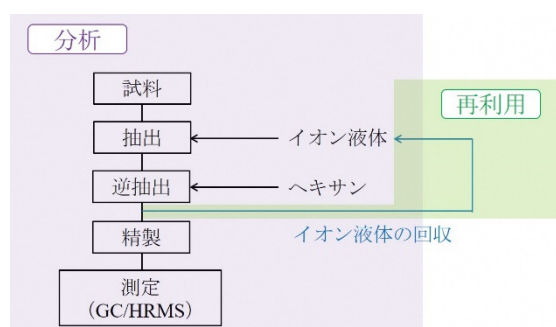 分析
試料
再利用
抽出
イオン液体
逆抽出
ヘキサン
精製
イオン液体の回収
測定
(GC/HRMS)